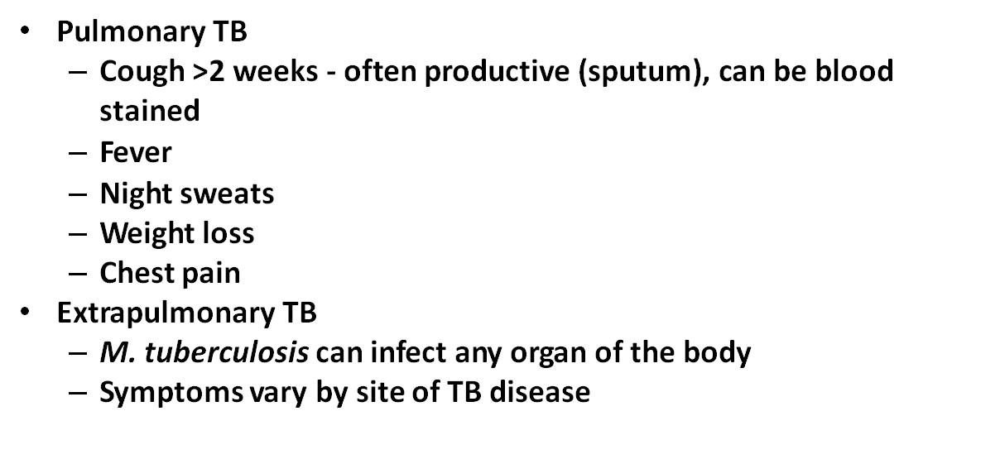 • Pulmonary TB
– Cough >2 weeks - often productive (sputum), can be blood
stained
– Fever
– Night sweats
– Weight loss
– Chest pain
• Extrapulmonary TB
– M. tuberculosis can infect any organ of the body
– Symptoms vary by site of TB disease